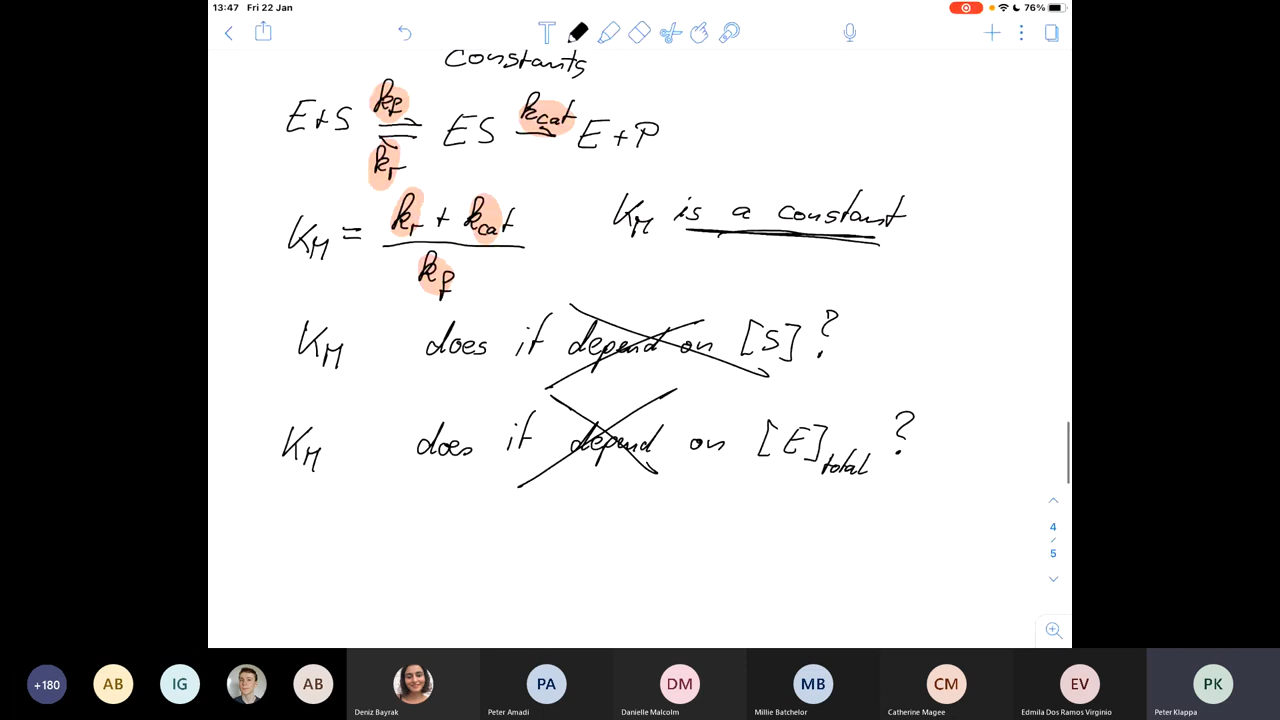 13:47 Fri 22 Jan 76%
T
Constants
E+S kf kr ES kcat E+P
KM = kr + kcat / kf
KM is a constant
KM does it depend on [S]?
KM does it depend on [E]total ?
4
/
5
+180 AB IG AB PA DM MB CM EV PK
Deniz Bayrak Peter Amadi Danielle Malcolm Millie Batchelor Catherine Magee Edmila Dos Ramos Virginio Peter Klappa